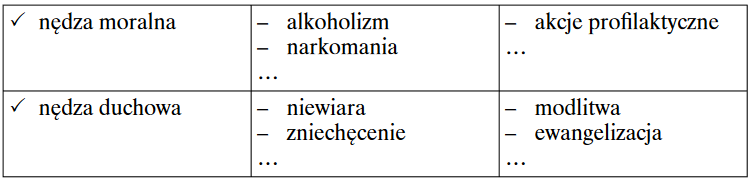 ✓ nędza moralna – alkoholizm – akcje profilaktyczne
– narkomania …
…
✓ nędza duchowa – niewiara – modlitwa
– zniechęcenie – ewangelizacja
… …